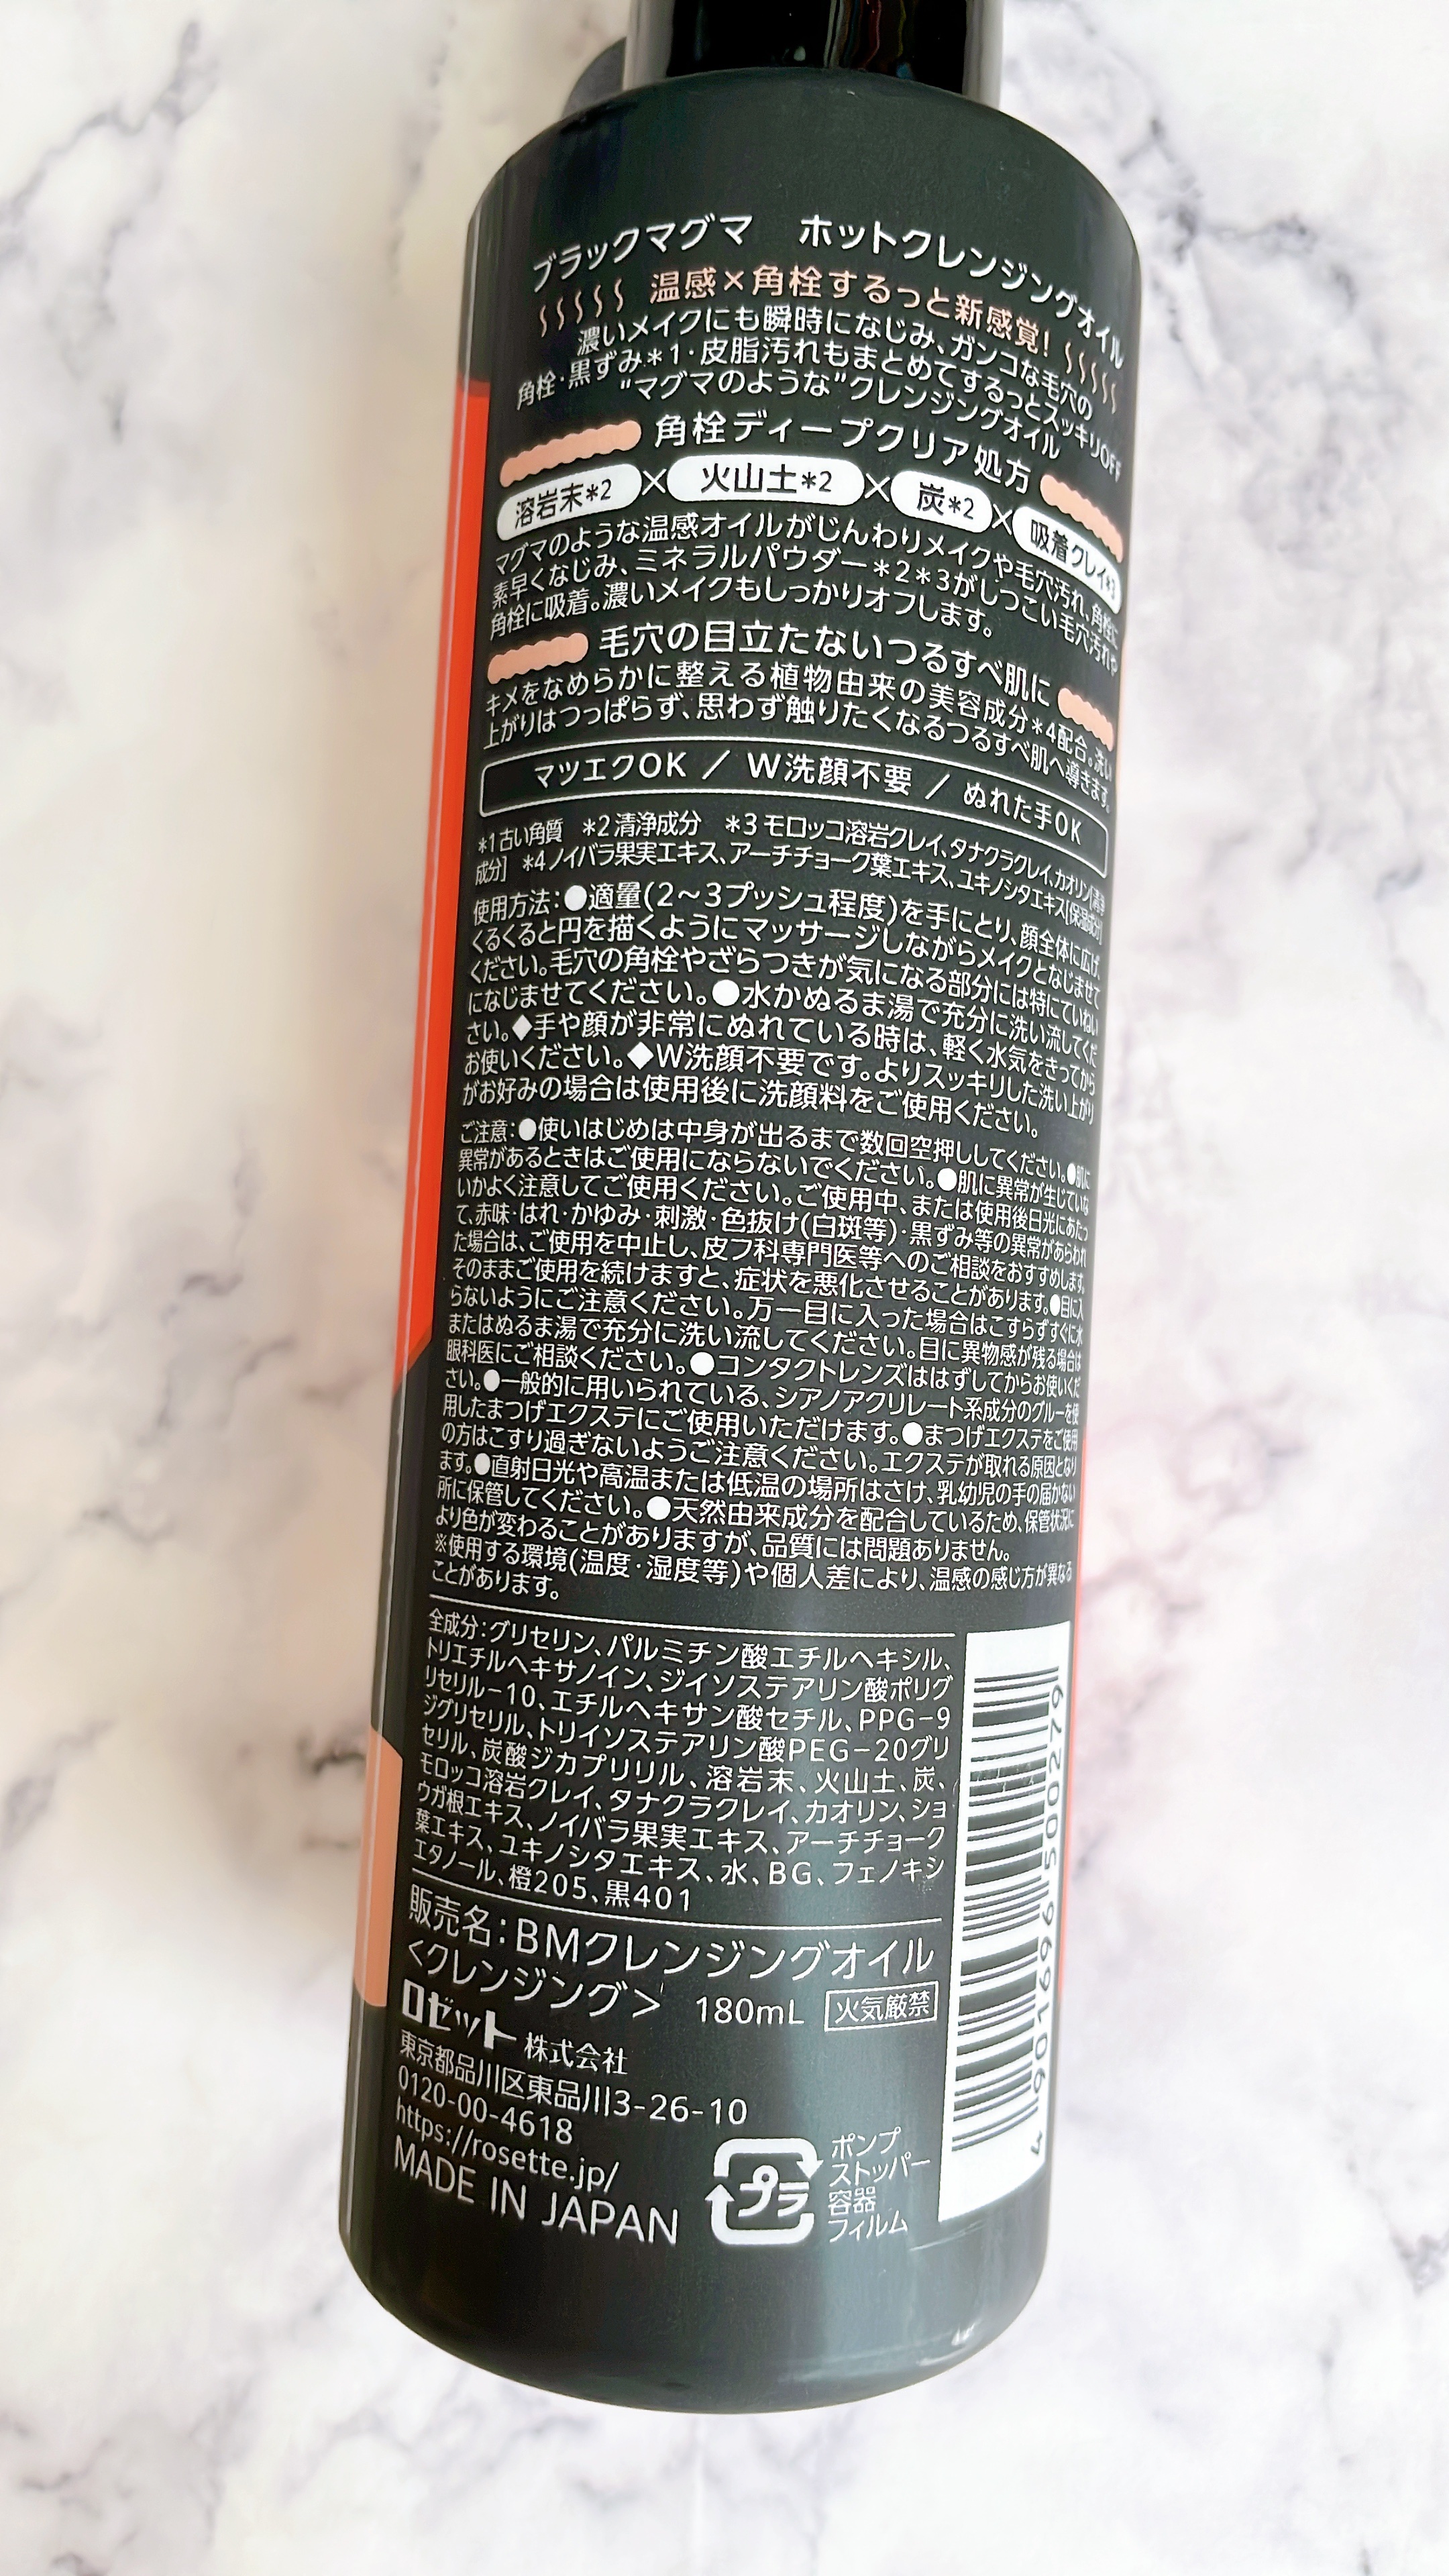 ブラックマグマ　ホットクレンジングオイル
温感×角栓するっと新感覚!
濃いメイクにも瞬時になじみ、ガンコな毛穴の
角栓・黒ずみ*1・皮脂汚れもまとめてするっとスッキリOFF
"マグマのような"クレンジングオイル
角栓ディープクリア処方
溶岩末*2×火山土*2×炭*2×吸着クレイ*3
マグマのような温感オイルがじんわりメイクや毛穴汚れ、角栓に
素早くなじみ、ミネラルパウダー*2*3がしつこい毛穴汚れや
角栓に吸着。濃いメイクもしっかりオフします。
毛穴の目立たないつるすべ肌に
キメをなめらかに整える植物由来の美容成分*4配合。洗い
上がりはつっぱらず、思わず触りたくなるつるすべ肌へ導きます。
マツエクOK / W洗顔不要 / ぬれた手OK
*1 古い角質　*2 清浄成分　*3 モロッコ溶岩クレイ、タナクラクレイ、カオリン[清浄
成分]　*4 ノイバラ果実エキス、アーチチョーク葉エキス、ユキノシタエキス[保湿成分]
使用方法：●適量(2～3プッシュ程度)を手にとり、顔全体に広げ、
くるくると円を描くようにマッサージしながらメイクとなじませて
ください。毛穴の角栓やざらつきが気になる部分には特にていねい
になじませてください。●水かぬるま湯で充分に洗い流してくだ
さい。◆手や顔が非常にぬれている時は、軽く水気をきってから
お使いください。◆W洗顔不要です。よりスッキリした洗い上がり
がお好みの場合は使用後に洗顔料をご使用ください。
ご注意：●使いはじめは中身が出るまで数回空押ししてください。●肌に
異常があるときはご使用にならないでください。●肌に異常が生じていな
いかよく注意してご使用ください。ご使用中、または使用後日光にあたっ
て、赤味・はれ・かゆみ・刺激・色抜け(白斑等)・黒ずみ等の異常があらわれ
た場合は、ご使用を中止し、皮フ科専門医等へのご相談をおすすめします。
そのままご使用を続けますと、症状を悪化させることがあります。●目に入
らないようにご注意ください。万一目に入った場合はこすらずすぐに水
またはぬるま湯で充分に洗い流してください。目に異物感が残る場合は
眼科医にご相談ください。●コンタクトレンズははずしてからお使いくだ
さい。●一般的に用いられている、シアノアクリレート系成分のグルーを使
用したまつげエクステにご使用いただけます。●まつげエクステをご使用
の方はこすり過ぎないようご注意ください。エクステが取れる原因となり
ます。●直射日光や高温または低温の場所はさけ、乳幼児の手の届かない
所に保管してください。●天然由来成分を配合しているため、保管状況に
より色が変わることがありますが、品質には問題ありません。
※使用する環境(温度・湿度等)や個人差により、温感の感じ方が異なる
ことがあります。
全成分：グリセリン、パルミチン酸エチルヘキシル、
トリエチルヘキサノイン、ジイソステアリン酸ポリグ
リセリル－10、エチルヘキサン酸セチル、PPG－9
ジグリセリル、トリイソステアリン酸PEG－20グリ
セリル、炭酸ジカプリリル、溶岩末、火山土、炭、
モロッコ溶岩クレイ、タナクラクレイ、カオリン、ショ
ウガ根エキス、ノイバラ果実エキス、アーチチョーク
葉エキス、ユキノシタエキス、水、BG、フェノキシ
エタノール、橙205、黒401
販売名：BMクレンジングオイル
＜クレンジング＞ 180mL 火気厳禁
ロゼット株式会社
東京都品川区東品川3-26-10
0120-00-4618
https://rosette.jp/
MADE IN JAPAN
プラ
ポンプ
ストッパー
容器
フィルム
4 901696 500279